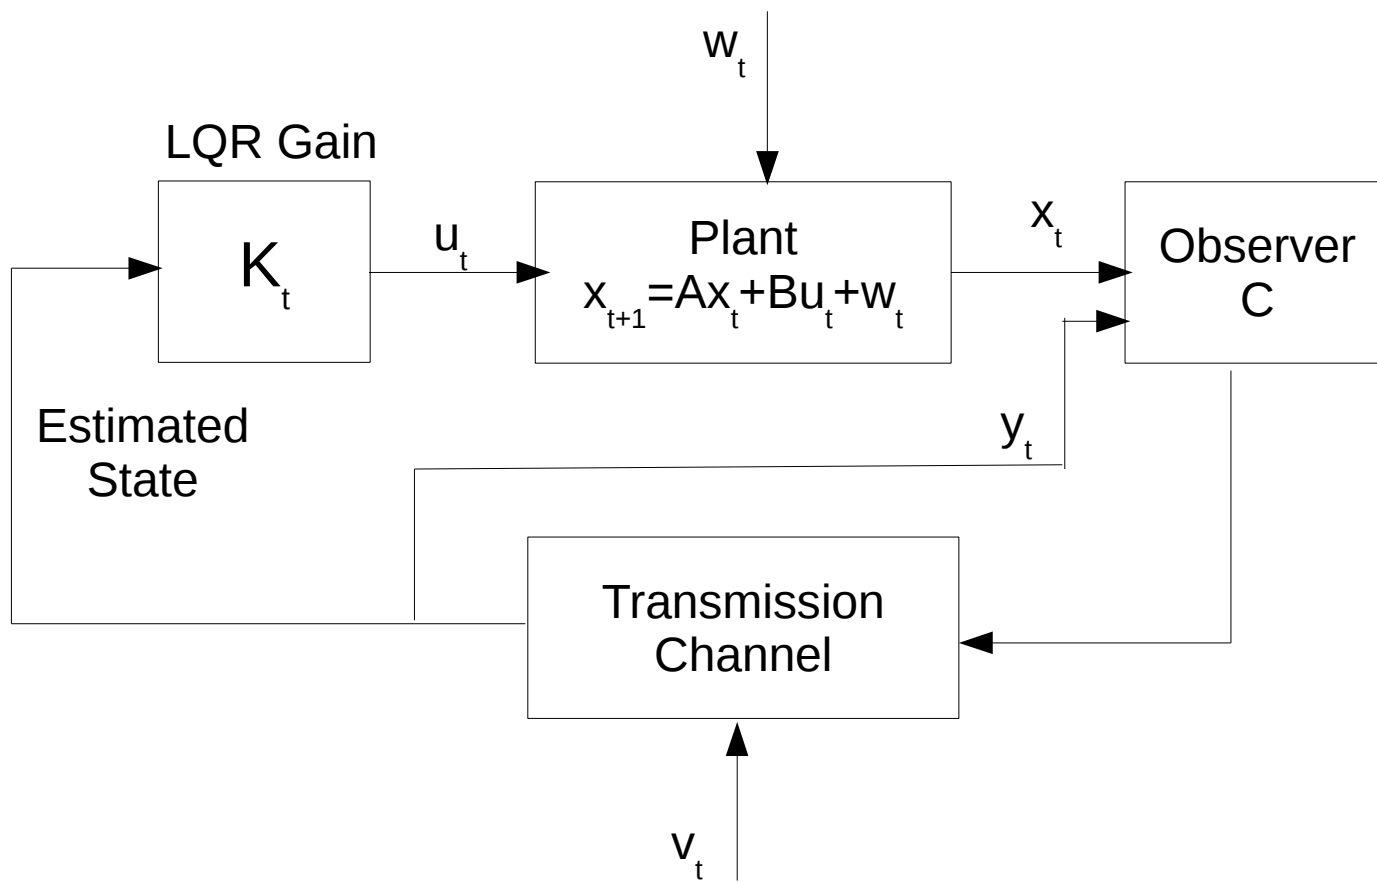 w_t
LQR Gain
K_t
u_t
Plant
x_{t+1}=Ax_t+Bu_t+w_t
x_t
Observer
C
Estimated
State
y_t
Transmission
Channel
v_t